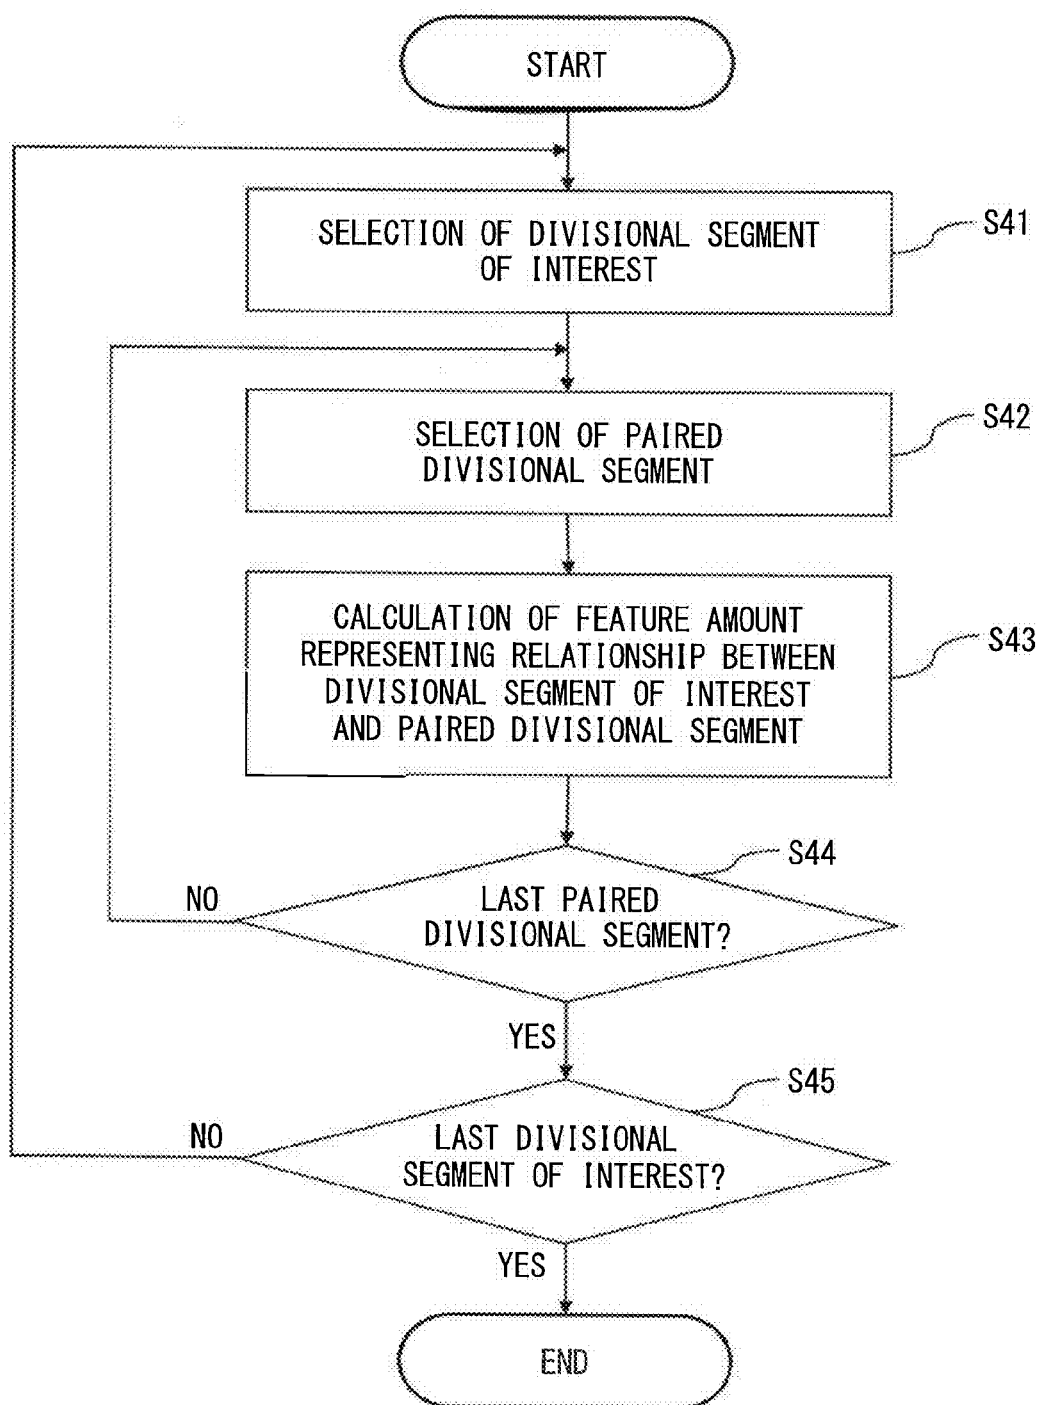 START
SELECTION OF DIVISIONAL SEGMENT
OF INTEREST
S41
SELECTION OF PAIRED
DIVISIONAL SEGMENT
S42
CALCULATION OF FEATURE AMOUNT
REPRESENTING RELATIONSHIP BETWEEN
DIVISIONAL SEGMENT OF INTEREST
AND PAIRED DIVISIONAL SEGMENT
S43
S44
LAST PAIRED
DIVISIONAL SEGMENT?
NO
YES
S45
LAST DIVISIONAL
SEGMENT OF INTEREST?
NO
YES
END